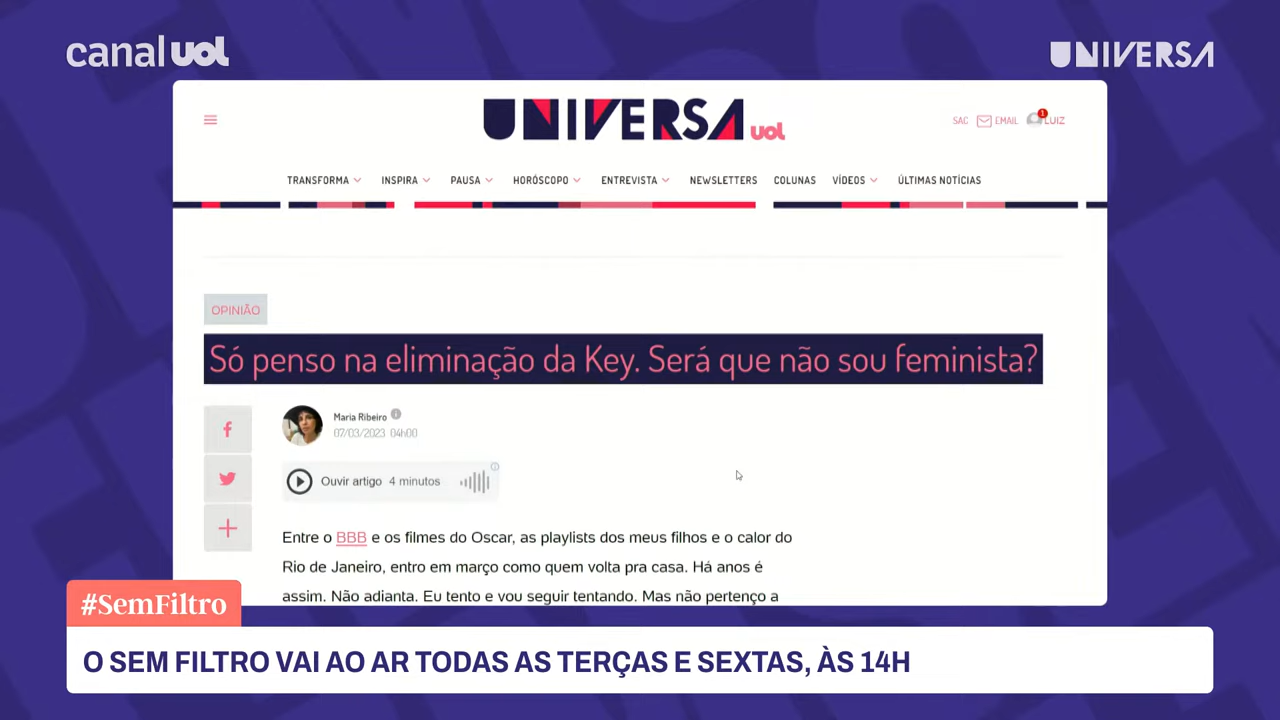 canal uol
UNIVERSA
UNIVERSA uol
SAC EMAIL 1 LUIZ
TRANSFORMA INSPIRA PAUSA HORÓSCOPO ENTREVISTA NEWSLETTERS COLUNAS VÍDEOS ÚLTIMAS NOTÍCIAS
OPINIÃO
Só penso na eliminação da Key. Será que não sou feminista?
Maria Ribeiro
07/03/2023 04h00
Ouvir artigo 4 minutos
Entre o BBB e os filmes do Oscar, as playlists dos meus filhos e o calor do
Rio de Janeiro, entro em março como quem volta pra casa. Há anos é
assim. Não adianta. Eu tento e vou seguir tentando. Mas não pertenço a
#SemFiltro
O SEM FILTRO VAI AO AR TODAS AS TERÇAS E SEXTAS, ÀS 14H